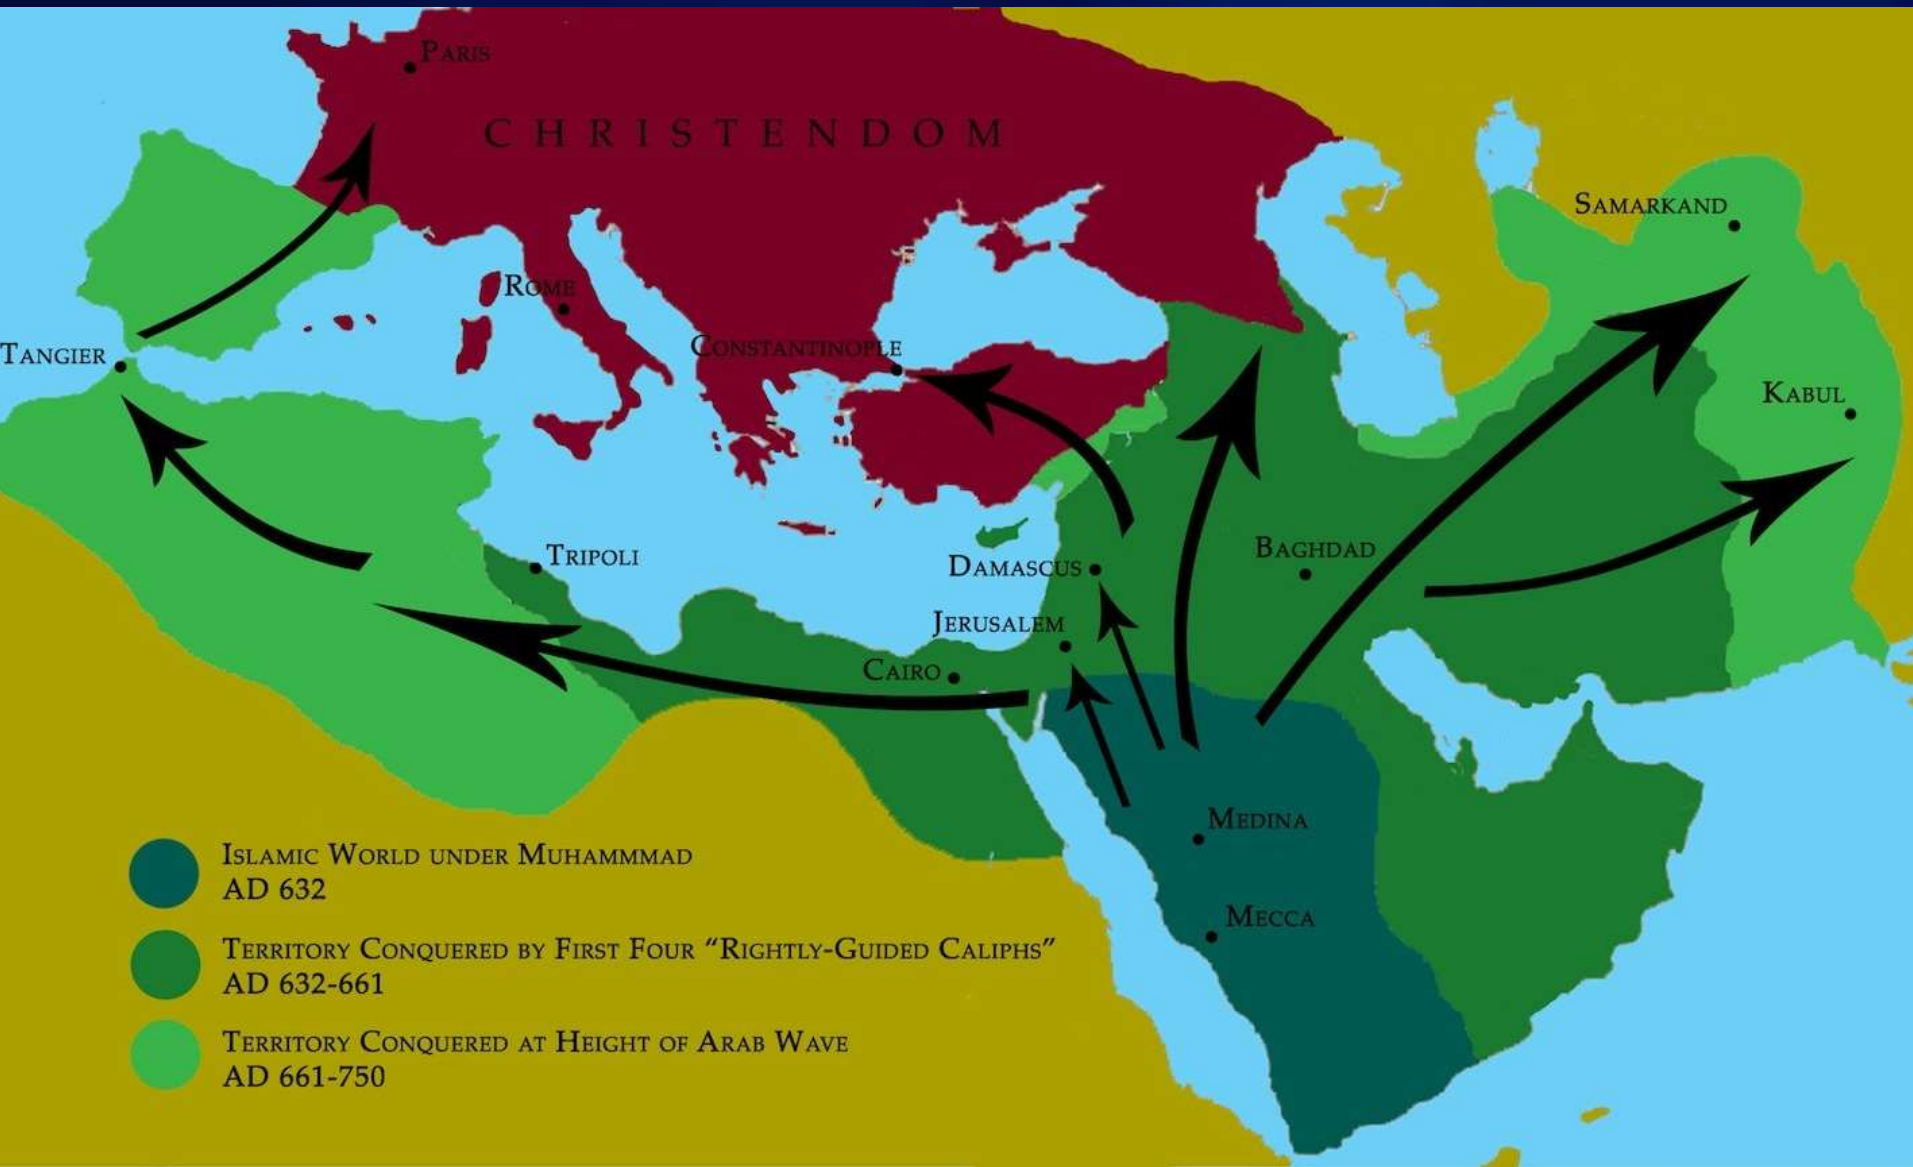 Paris
CHRISTENDOM
Samarkand
Rome
Constantinople
Tangier
Kabul
Tripoli
Baghdad
Damascus
Jerusalem
Cairo
Medina
Islamic World under Muhammmad
AD 632
Mecca
Territory Conquered by First Four “Rightly-Guided Caliphs”
AD 632-661
Territory Conquered at Height of Arab Wave
AD 661-750